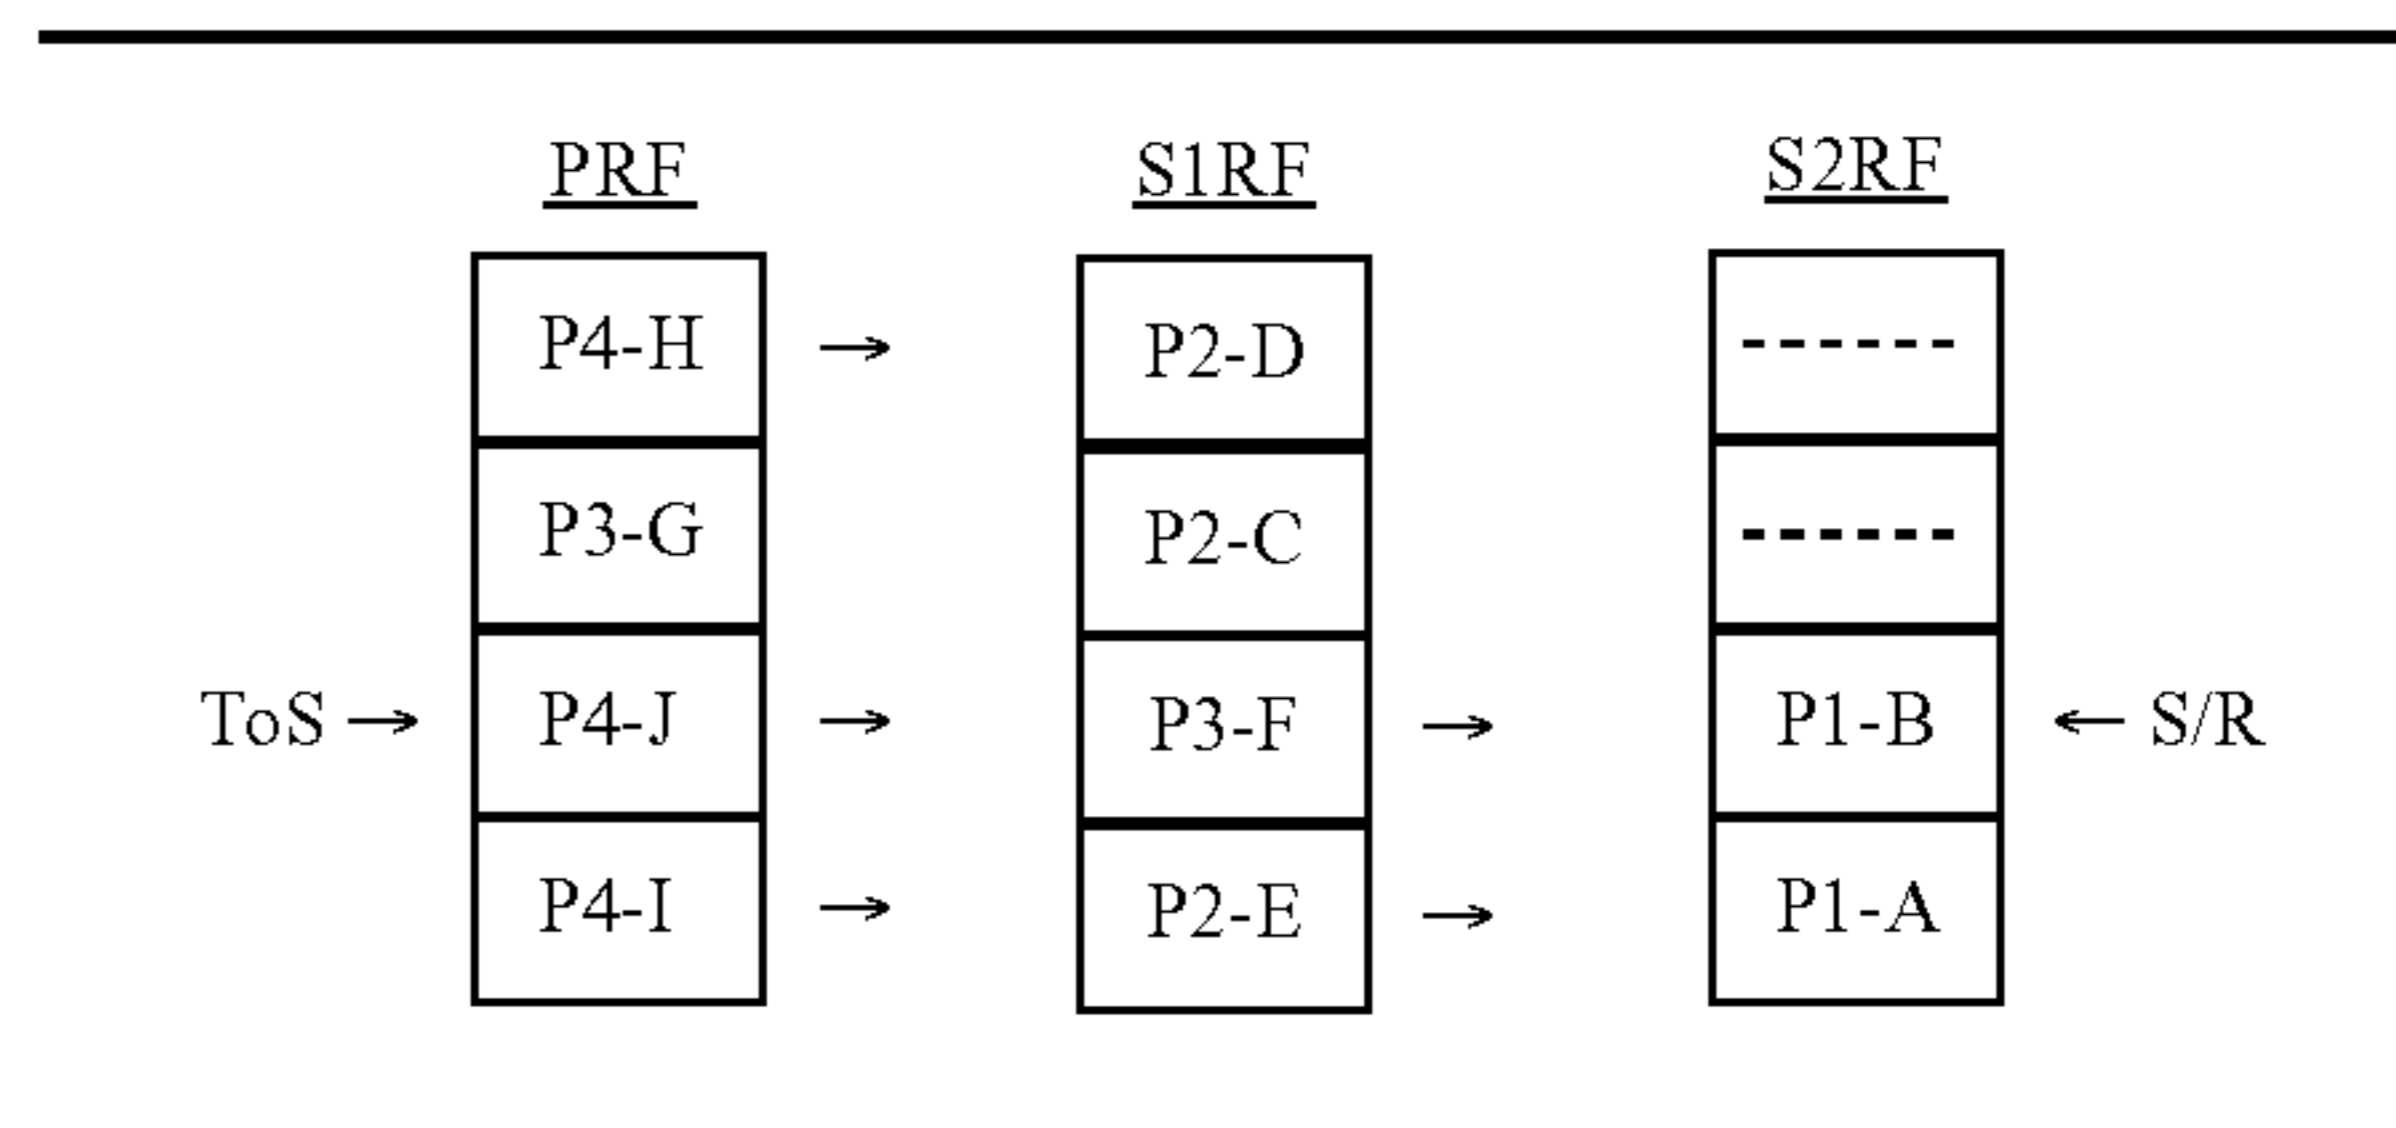 PRF S1RF S2RF
P4-H → P2-D ------
P3-G P2-C ------
ToS → P4-J → P3-F → P1-B ← S/R
P4-I → P2-E → P1-A